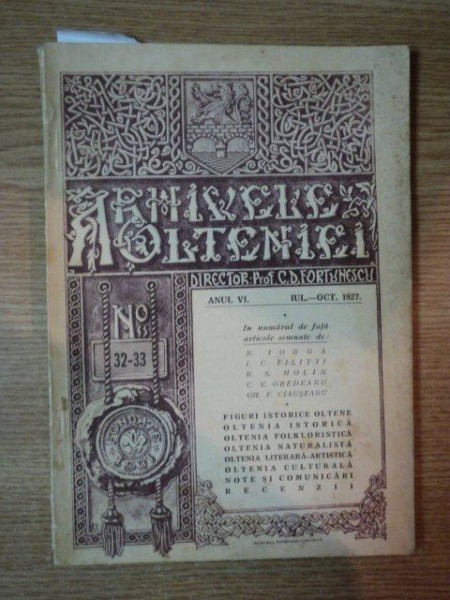 ARHIVELE
OLTENIEI
DIRECTOR: Prof. C.D. FORTUNESCU
ANUL VI. IUL.—OCT. 1927.
No
32-33
In numărul de față
articole semnate de:
N. IORGA
I. C. FILITTI
R. S. MOLIN
C. V. OBEDEANU
GH. F. CIAUȘEANU
FIGURI ISTORICE OLTENE
OLTENIA ISTORICĂ
OLTENIA FOLKLORISTICĂ
OLTENIA NATURALISTĂ
OLTENIA LITERARĂ-ARTISTICĂ
OLTENIA CULTURALĂ
NOTE ȘI COMUNICĂRI
RECENZII